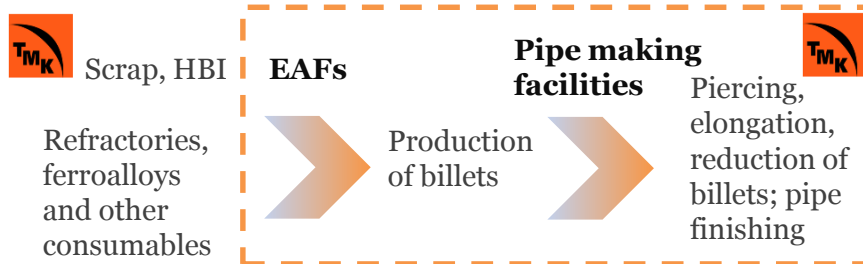 TMK
Scrap, HBI
Refractories,
ferroalloys
and other
consumables
EAFs
Production
of billets
Pipe making
facilities
TMK
Piercing,
elongation,
reduction of
billets; pipe
finishing